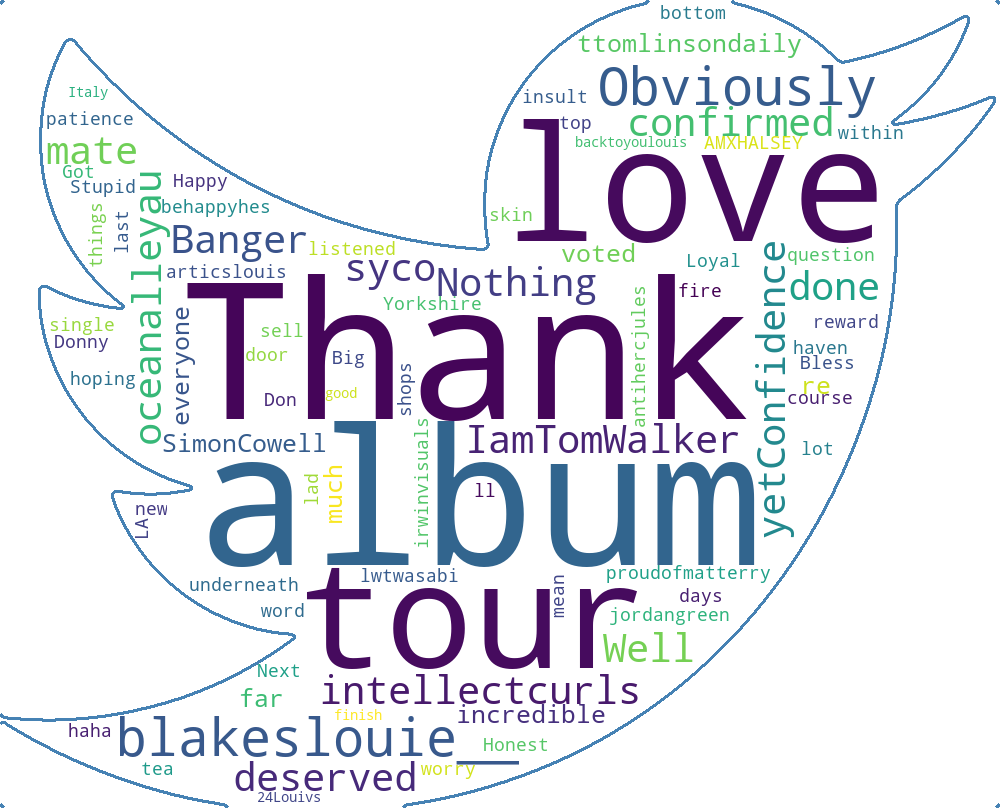 bottom
ttomlinsondaily
Obviously
insult
Italy
patience
top
confirmed
within
backtoyoulouis
AMXHALSEY
mate
love
Got
Stupid
Happy
behappyhes
things
last
oceanalleyau
skin
Banger
listened
voted
Loyal
question
articslouis
syco
Nothing
yetConfidence
done
fire
Thank
Yorkshire
antihercjules
single
Donny
everyone
sell
door
Big
reward
haven
Bless
hoping
good
shops
Don
re
course
SimonCowell
IamTomWalker
lot
album
lad
much
irwinvisuals
ll
new
LA
lwtwasabi
underneath
proudofmatterry
tour
mean
days
word
jordangreen
Well
Next
far
intellectcurls
finish
incredible
haha
blakeslouie__
Honest
tea
deserved
worry
24Louivs